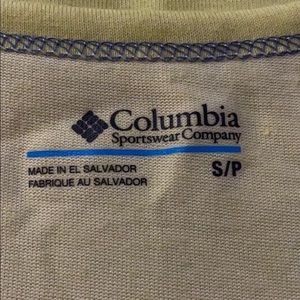 Columbia
Sportswear Company
MADE IN EL SALVADOR
FABRIQUE AU SALVADOR
S/P